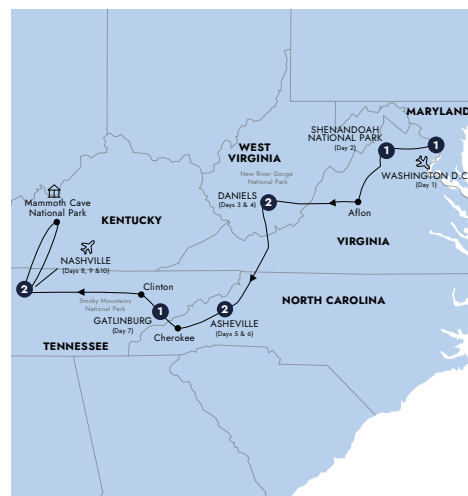 MARYLAND
SHENANDOAH
NATIONAL PARK
(Day 2)
1
1
WASHINGTON D.C
(Day 1)
WEST
VIRGINIA
New River Gorge
National Park
DANIELS
(Days 3 & 4)
2
Aflon
VIRGINIA
Mammoth Cave
National Park
KENTUCKY
NASHVILLE
(Days 8, 9 &10)
2
Clinton
Smoky Mountains
National Park
GATLINBURG
(Day 7)
1
Cherokee
2
ASHEVILLE
(Days 5 & 6)
NORTH CAROLINA
TENNESSEE